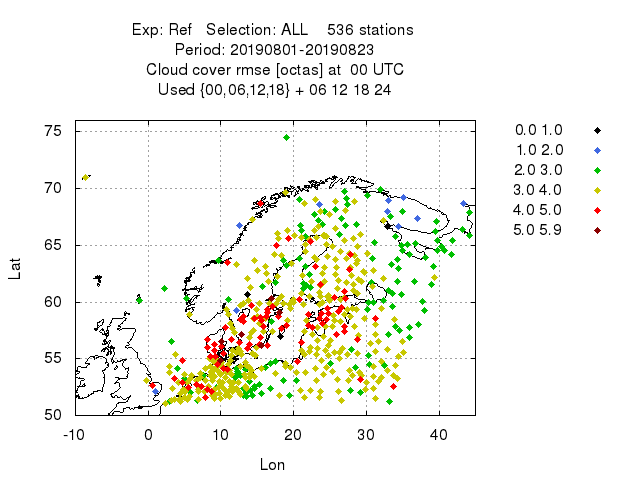 Exp: Ref   Selection: ALL    536 stations
Period: 20190801-20190823
Cloud cover rmse [octas] at  00 UTC
Used {00,06,12,18} + 06 12 18 24
0.0 1.0
1.0 2.0
2.0 3.0
3.0 4.0
4.0 5.0
5.0 5.9
75
70
65
60
55
50
Lat
-10 0 10 20 30 40
Lon